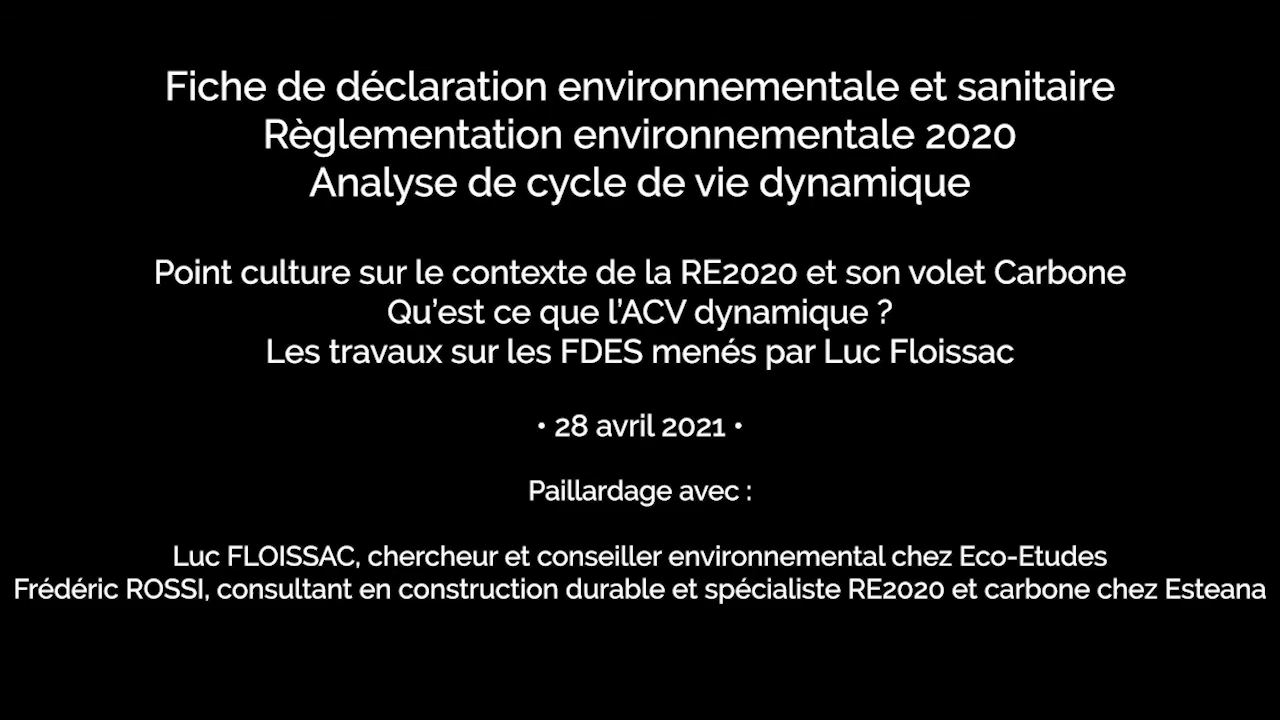 Fiche de déclaration environnementale et sanitaire
Règlementation environnementale 2020
Analyse de cycle de vie dynamique
Point culture sur le contexte de la RE2020 et son volet Carbone
Qu'est ce que l'ACV dynamique ?
Les travaux sur les FDES menés par Luc Floissac
• 28 avril 2021 •
Paillardage avec :
Luc FLOISSAC, chercheur et conseiller environnemental chez Eco-Etudes
Frédéric ROSSI, consultant en construction durable et spécialiste RE2020 et carbone chez Esteana